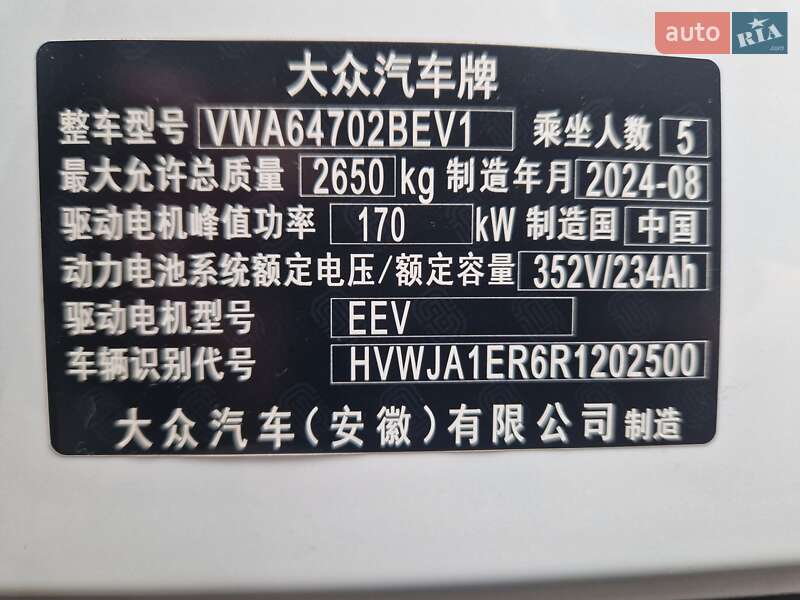 auto RIA .com
大众汽车牌
整车型号 VWA64702BEV1 乘坐人数 5
最大允许总质量 2650 kg 制造年月 2024-08
驱动电机峰值功率 170 kW 制造国 中国
动力电池系统额定电压/额定容量 352V/234Ah
驱动电机型号 EEV
车辆识别代号 HVWJA1ER6R1202500
大众汽车(安徽)有限公司 制造